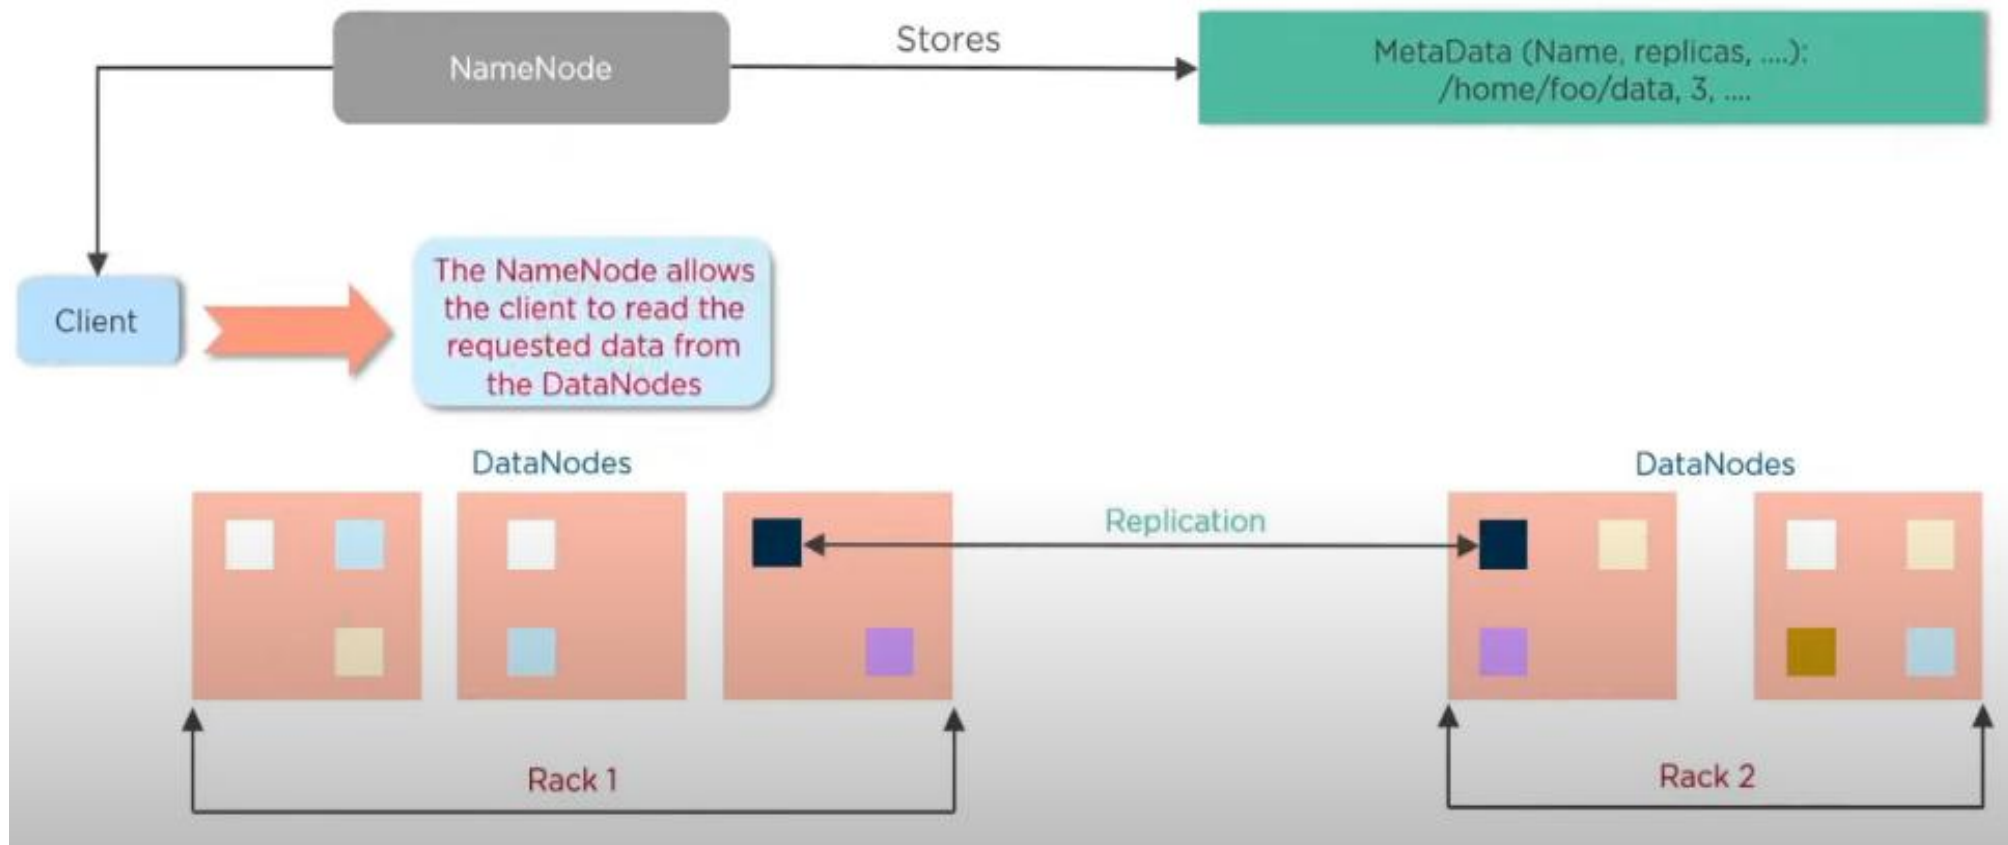 NameNode
Stores
MetaData (Name, replicas, ....):
/home/foo/data, 3, ....
Client
The NameNode allows
the client to read the
requested data from
the DataNodes
DataNodes
DataNodes
Replication
Rack 1
Rack 2